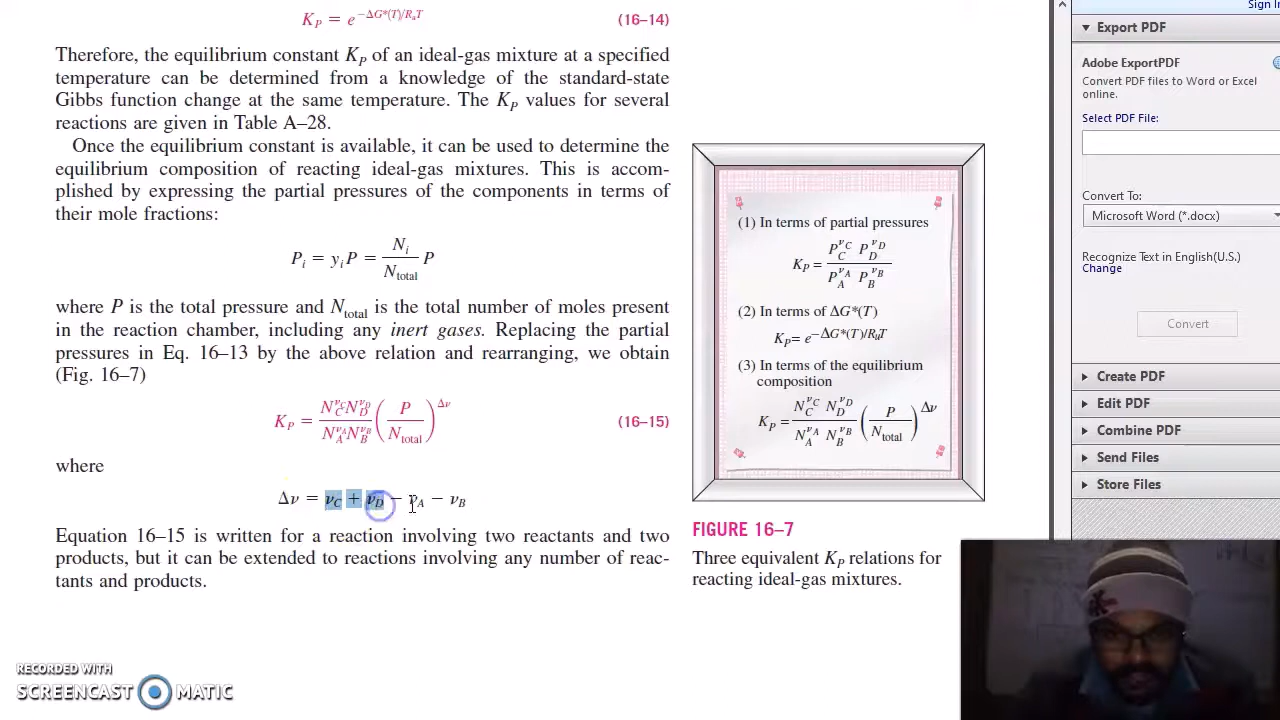 K_P = e^{−ΔG*(T)/R_uT} (16–14)
Therefore, the equilibrium constant K_P of an ideal-gas mixture at a specified
temperature can be determined from a knowledge of the standard-state
Gibbs function change at the same temperature. The K_P values for several
reactions are given in Table A–28.
Once the equilibrium constant is available, it can be used to determine the
equilibrium composition of reacting ideal-gas mixtures. This is accom-
plished by expressing the partial pressures of the components in terms of
their mole fractions:
P_i = y_i P = N_i / N_total P
where P is the total pressure and N_total is the total number of moles present
in the reaction chamber, including any inert gases. Replacing the partial
pressures in Eq. 16–13 by the above relation and rearranging, we obtain
(Fig. 16–7)
K_P = N_C^{ν_C} N_D^{ν_D} / N_A^{ν_A} N_B^{ν_B} (P / N_total)^{Δν} (16–15)
where
Δν = ν_C + ν_D − ν_A − ν_B
Equation 16–15 is written for a reaction involving two reactants and two
products, but it can be extended to reactions involving any number of reac-
tants and products.
(1) In terms of partial pressures
K_P = P_C^{ν_C} P_D^{ν_D} / P_A^{ν_A} P_B^{ν_B}
(2) In terms of ΔG*(T)
K_P = e^{−ΔG*(T)/R_uT}
(3) In terms of the equilibrium
composition
K_P = N_C^{ν_C} N_D^{ν_D} / N_A^{ν_A} N_B^{ν_B} (P / N_total)^{Δν}
FIGURE 16–7
Three equivalent K_P relations for
reacting ideal-gas mixtures.
Sign In
Export PDF
Adobe ExportPDF
Convert PDF files to Word or Excel
online.
Select PDF File:
Convert To:
Microsoft Word (*.docx)
Recognize Text in English(U.S.)
Change
Convert
Create PDF
Edit PDF
Combine PDF
Send Files
Store Files
RECORDED WITH
SCREENCAST MATIC